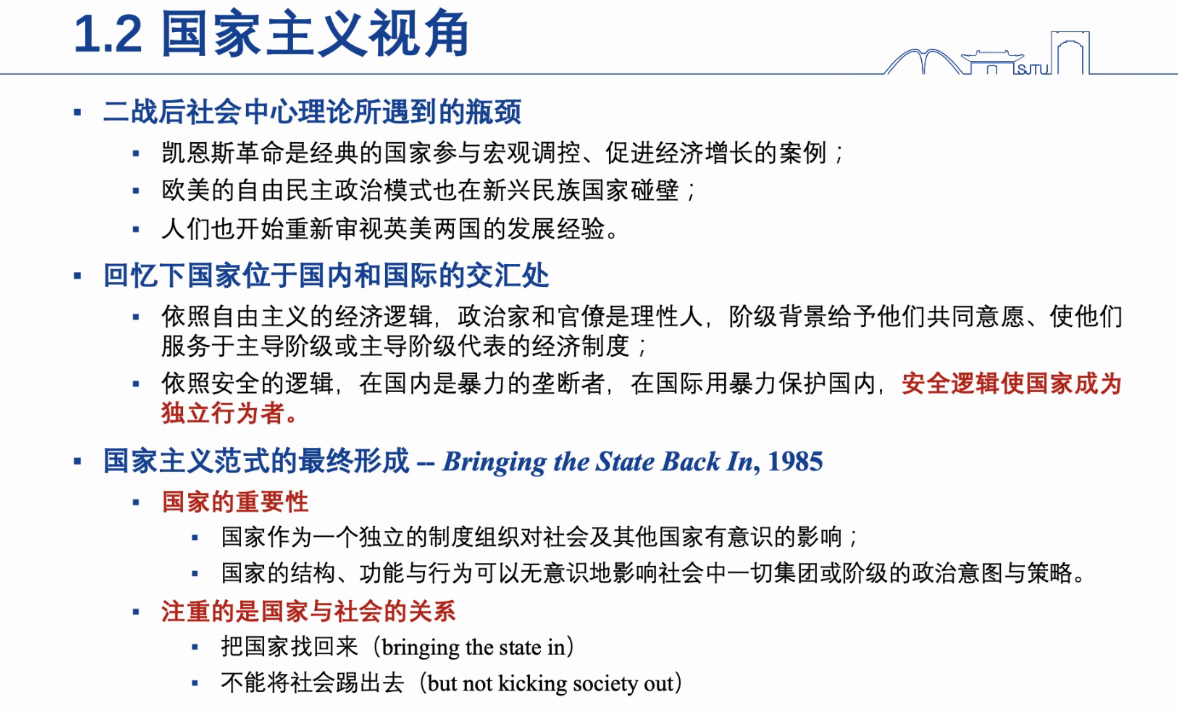 1.2 国家主义视角
SJTU
▪ 二战后社会中心理论所遇到的瓶颈
▪ 凯恩斯革命是经典的国家参与宏观调控、促进经济增长的案例；
▪ 欧美的自由民主政治模式也在新兴民族国家碰壁；
▪ 人们也开始重新审视英美两国的发展经验。
▪ 回忆下国家位于国内和国际的交汇处
▪ 依照自由主义的经济逻辑，政治家和官僚是理性人，阶级背景给予他们共同意愿、使他们
服务于主导阶级或主导阶级代表的经济制度；
▪ 依照安全的逻辑，在国内是暴力的垄断者，在国际用暴力保护国内，安全逻辑使国家成为
独立行为者。
▪ 国家主义范式的最终形成 -- Bringing the State Back In, 1985
▪ 国家的重要性
▪ 国家作为一个独立的制度组织对社会及其他国家有意识的影响；
▪ 国家的结构、功能与行为可以无意识地影响社会中一切集团或阶级的政治意图与策略。
▪ 注重的是国家与社会的关系
▪ 把国家找回来（bringing the state in）
▪ 不能将社会踢出去（but not kicking society out）